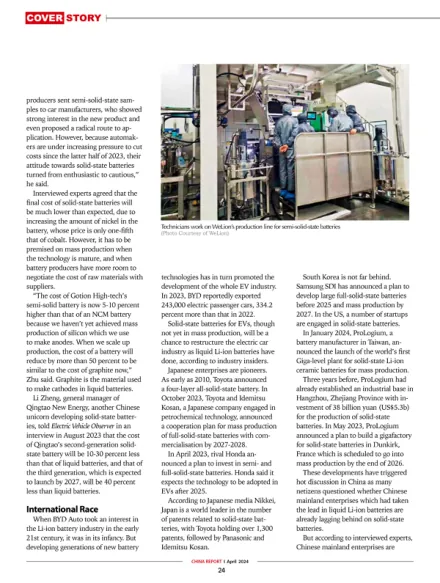 COVER STORY
producers sent semi-solid-state sam-
ples to car manufacturers, who showed
strong interest in the new product and
even proposed a radical route to ap-
plication. However, because automak-
ers are under increasing pressure to cut
costs since the latter half of 2023, their
attitude towards solid-state batteries
turned from enthusiastic to cautious,"
he said.
Interviewed experts agreed that the
final cost of solid-state batteries will
be much lower than expected, due to
increasing the amount of nickel in the
battery, whose price is only one-fifth
that of cobalt. However, it has to be
premised on mass production when
the technology is mature, and when
battery producers have more room to
negotiate the cost of raw materials with
suppliers.
"The cost of Gotion High-tech's
semi-solid battery is now 5-10 percent
higher than that of an NCM battery
because we haven't yet achieved mass
production of silicon which we use
to make anodes. When we scale up
production, the cost of a battery will
reduce by more than 50 percent to be
similar to the cost of graphite now,"
Zhu said. Graphite is the material used
to make cathodes in liquid batteries.
Li Zheng, general manager of
Qingtao New Energy, another Chinese
unicorn developing solid-state batter-
ies, told Electric Vehicle Observer in an
interview in August 2023 that the cost
of Qingtao's second-generation solid-
state battery will be 10-30 percent less
than that of liquid batteries, and that of
the third generation, which is expected
to launch by 2027, will be 40 percent
less than liquid batteries.
International Race
When BYD Auto took an interest in
the Li-ion battery industry in the early
21st century, it was in its infancy. But
developing generations of new battery
Technicians work on WeLion's production line for semi-solid-state batteries
(Photo Courtesy of WeLion)
technologies has in turn promoted the
development of the whole EV industry.
In 2023, BYD reportedly exported
243,000 electric passenger cars, 334.2
percent more than that in 2022.
Solid-state batteries for EVs, though
not yet in mass production, will be a
chance to restructure the electric car
industry as liquid Li-ion batteries have
done, according to industry insiders.
Japanese enterprises are pioneers.
As early as 2010, Toyota announced
a four-layer all-solid-state battery. In
October 2023, Toyota and Idemitsu
Kosan, a Japanese company engaged in
petrochemical technology, announced
a cooperation plan for mass production
of full-solid-state batteries with com-
mercialisation by 2027-2028.
In April 2023, rival Honda an-
nounced a plan to invest in semi- and
full-solid-state batteries. Honda said it
expects the technology to be adopted in
EVs after 2025.
According to Japanese media Nikkei,
Japan is a world leader in the number
of patents related to solid-state bat-
teries, with Toyota holding over 1,300
patents, followed by Panasonic and
Idemitsu Kosan.
South Korea is not far behind.
Samsung SDI has announced a plan to
develop large full-solid-state batteries
before 2025 and mass production by
2027. In the US, a number of startups
are engaged in solid-state batteries.
In January 2024, ProLogium, a
battery manufacturer in Taiwan, an-
nounced the launch of the world's first
Giga-level plant for solid-state Li-ion
ceramic batteries for mass production.
Three years before, ProLogium had
already established an industrial base in
Hangzhou, Zhejiang Province with in-
vestment of 38 billion yuan (US$5.3b)
for the production of solid-state
batteries. In May 2023, ProLogium
announced a plan to build a gigafactory
for solid-state batteries in Dunkirk,
France which is scheduled to go into
mass production by the end of 2026.
These developments have triggered
hot discussion in China as many
netizens questioned whether Chinese
mainland enterprises which had taken
the lead in liquid Li-ion batteries are
already lagging behind on solid-state
batteries.
But according to interviewed experts,
Chinese mainland enterprises are
CHINA REPORT I April 2024
24